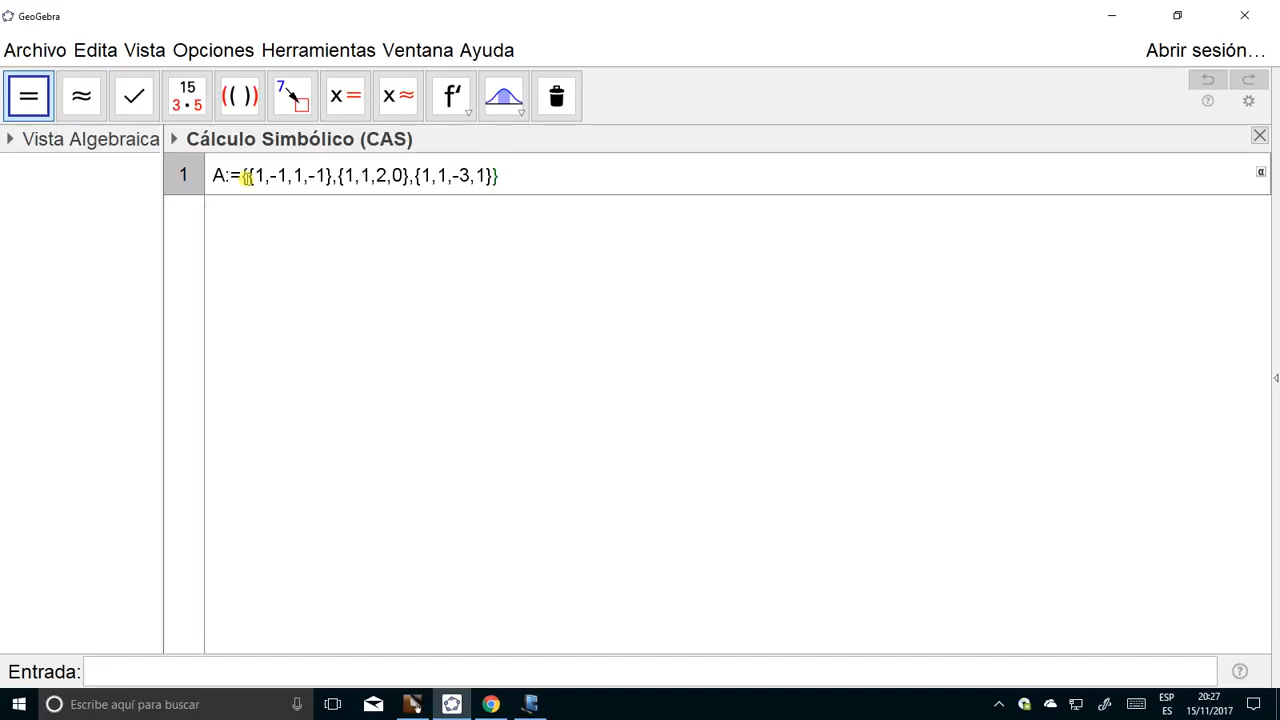 GeoGebra
Archivo Edita Vista Opciones Herramientas Ventana Ayuda
Abrir sesión…
= ≈ ✓ 15 3·5 (( )) 7 x= x≈ f‘
Vista Algebraica
Cálculo Simbólico (CAS)
1 A:={{1,-1,1,-1},{1,1,2,0},{1,1,-3,1}}
α
Entrada:
Escribe aquí para buscar
ESP 20:27
ES 15/11/2017